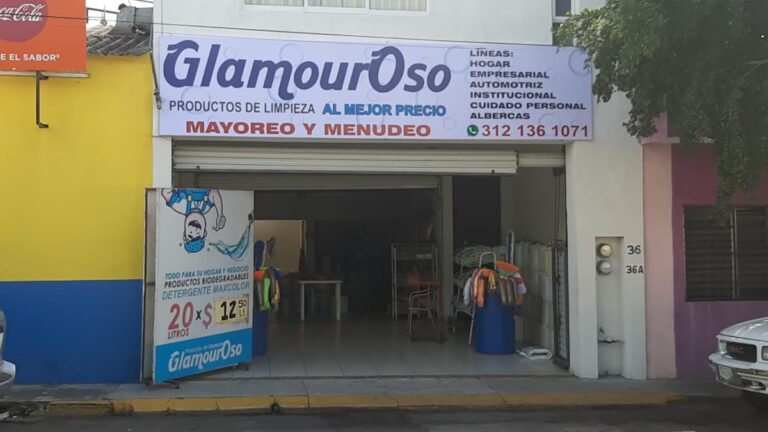 Coca-Cola
E EL SABOR®
GLamourOso
PRODUCTOS DE LIMPIEZA AL MEJOR PRECIO
MAYOREO Y MENUDEO
LÍNEAS:
HOGAR
EMPRESARIAL
AUTOMOTRIZ
INSTITUCIONAL
CUIDADO PERSONAL
ALBERCAS
312 136 1071
TODO PARA SU HOGAR Y NEGOCIO
PRODUCTOS BIODEGRADABLES
DETERGENTE MAXCOLOR
20 X $ 12 50
LITROS LT
GLamourOso
36
36A